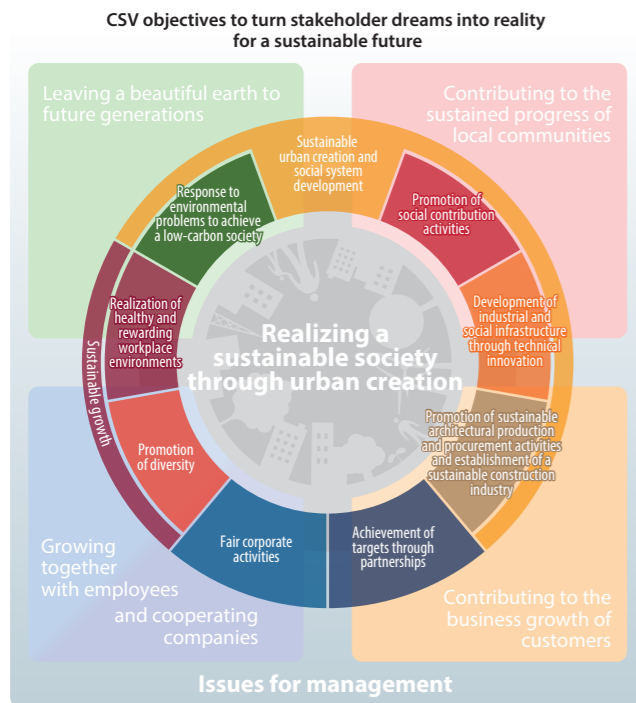 CSV objectives to turn stakeholder dreams into reality
for a sustainable future
Leaving a beautiful earth to
future generations
Contributing to the
sustained progress of
local communities
Sustainable
urban creation and
social system
development
Response to
environmental
problems to achieve
a low-carbon society
Promotion of
social contribution
activities
Realization of
healthy and
rewarding
workplace
environments
Development of
industrial and
social infrastructure
through technical
innovation
Realizing a
sustainable society
through urban creation
Sustainable growth
Promotion
of diversity
Promotion of sustainable
architectural production
and procurement activities
and establishment of a
sustainable construction
industry
Fair corporate
activities
Achievement of
targets through
partnerships
Growing
together
with employees
and cooperating
companies
Contributing to the
business growth of
customers
Issues for management